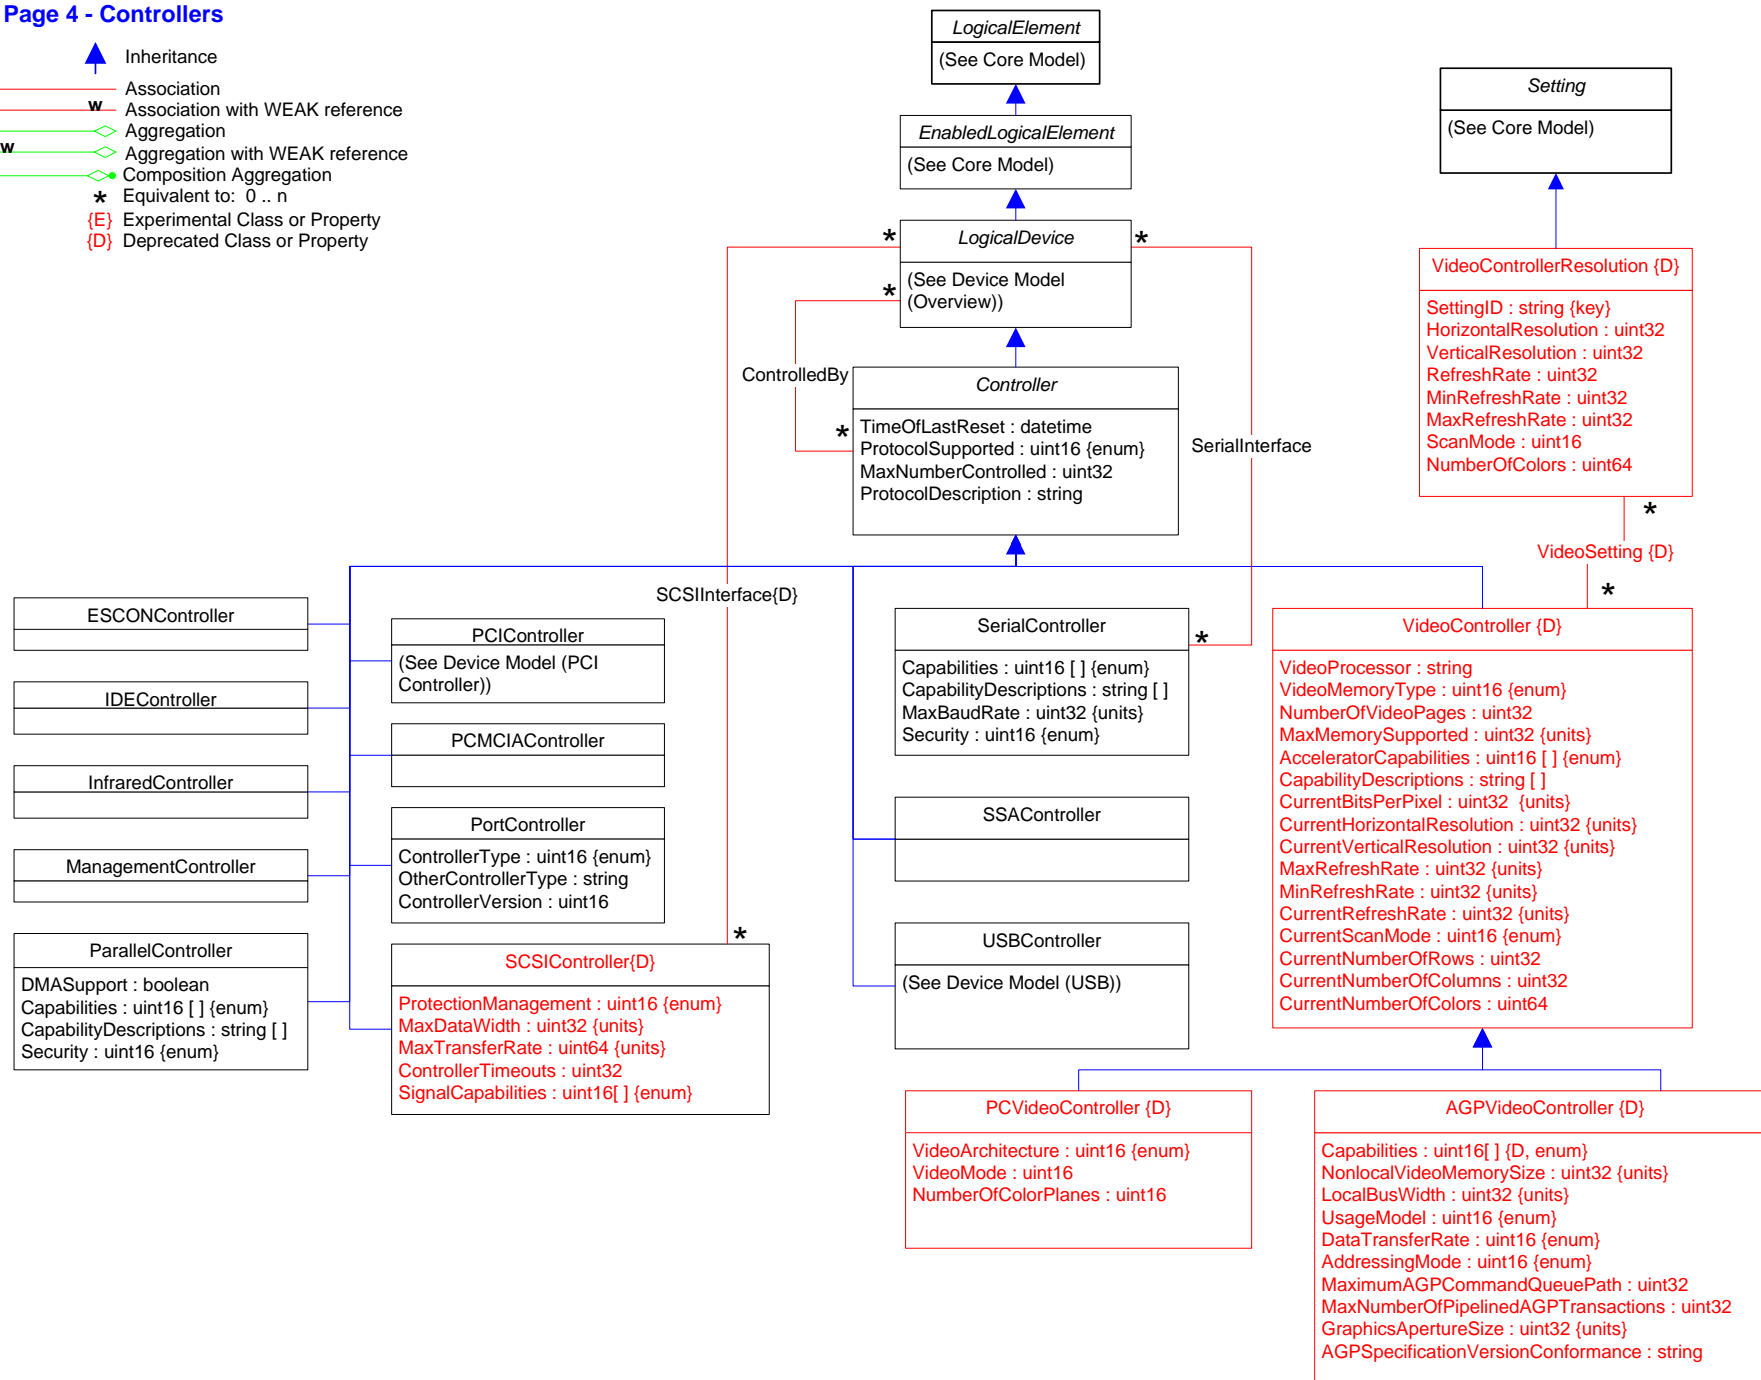 Page 4 - Controllers
Inheritance
Association
w Association with WEAK reference
Aggregation
w Aggregation with WEAK reference
Composition Aggregation
* Equivalent to: 0 .. n
{E} Experimental Class or Property
{D} Deprecated Class or Property
LogicalElement
(See Core Model)
EnabledLogicalElement
(See Core Model)
* LogicalDevice *
(See Device Model
(Overview))
*
Setting
(See Core Model)
VideoControllerResolution {D}
SettingID : string {key}
HorizontalResolution : uint32
VerticalResolution : uint32
RefreshRate : uint32
MinRefreshRate : uint32
MaxRefreshRate : uint32
ScanMode : uint16
NumberOfColors : uint64
*
VideoSetting {D}
*
ControlledBy
*
Controller
TimeOfLastReset : datetime
ProtocolSupported : uint16 {enum}
MaxNumberControlled : uint32
ProtocolDescription : string
SerialInterface
SCSIInterface{D}
ESCONController
IDEController
InfraredController
ManagementController
ParallelController
DMASupport : boolean
Capabilities : uint16 [ ] {enum}
CapabilityDescriptions : string [ ]
Security : uint16 {enum}
PCIController
(See Device Model (PCI
Controller))
PCMCIAController
PortController
ControllerType : uint16 {enum}
OtherControllerType : string
ControllerVersion : uint16
*
SCSIController{D}
ProtectionManagement : uint16 {enum}
MaxDataWidth : uint32 {units}
MaxTransferRate : uint64 {units}
ControllerTimeouts : uint32
SignalCapabilities : uint16[ ] {enum}
SerialController
*
Capabilities : uint16 [ ] {enum}
CapabilityDescriptions : string [ ]
MaxBaudRate : uint32 {units}
Security : uint16 {enum}
SSAController
USBController
(See Device Model (USB))
VideoController {D}
VideoProcessor : string
VideoMemoryType : uint16 {enum}
NumberOfVideoPages : uint32
MaxMemorySupported : uint32 {units}
AcceleratorCapabilities : uint16 [ ] {enum}
CapabilityDescriptions : string [ ]
CurrentBitsPerPixel : uint32 {units}
CurrentHorizontalResolution : uint32 {units}
CurrentVerticalResolution : uint32 {units}
MaxRefreshRate : uint32 {units}
MinRefreshRate : uint32 {units}
CurrentRefreshRate : uint32 {units}
CurrentScanMode : uint16 {enum}
CurrentNumberOfRows : uint32
CurrentNumberOfColumns : uint32
CurrentNumberOfColors : uint64
PCVideoController {D}
VideoArchitecture : uint16 {enum}
VideoMode : uint16
NumberOfColorPlanes : uint16
AGPVideoController {D}
Capabilities : uint16[ ] {D, enum}
NonlocalVideoMemorySize : uint32 {units}
LocalBusWidth : uint32 {units}
UsageModel : uint16 {enum}
DataTransferRate : uint16 {enum}
AddressingMode : uint16 {enum}
MaximumAGPCommandQueuePath : uint32
MaxNumberOfPipelinedAGPTransactions : uint32
GraphicsApertureSize : uint32 {units}
AGPSpecificationVersionConformance : string